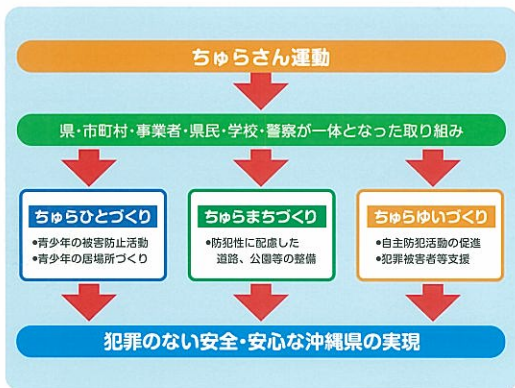 ちゅらさん運動
県・市町村・事業者・県民・学校・警察が一体となった取り組み
ちゅらひとづくり
●青少年の被害防止活動
●青少年の居場所づくり
ちゅらまちづくり
●防犯性に配慮した
道路、公園等の整備
ちゅらゆいづくり
●自主防犯活動の促進
●犯罪被害者等支援
犯罪のない安全・安心な沖縄県の実現